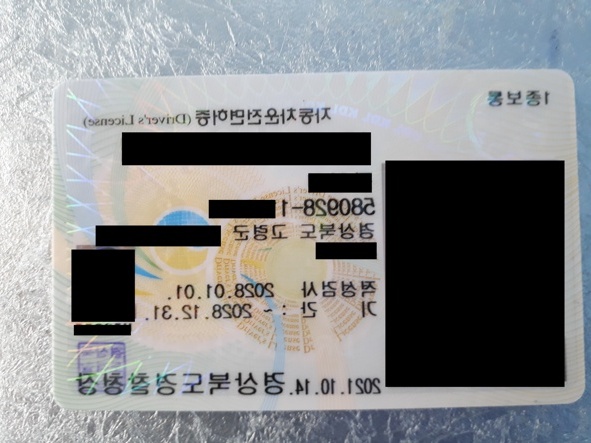 1종보통
자동차운전면허증 (Driver's License)
580928-1
경상북도 고령군
적성검사 2028.01.01.
기 간 : ~ 2028.12.31.
2021.10.14. 경상북도경찰청장